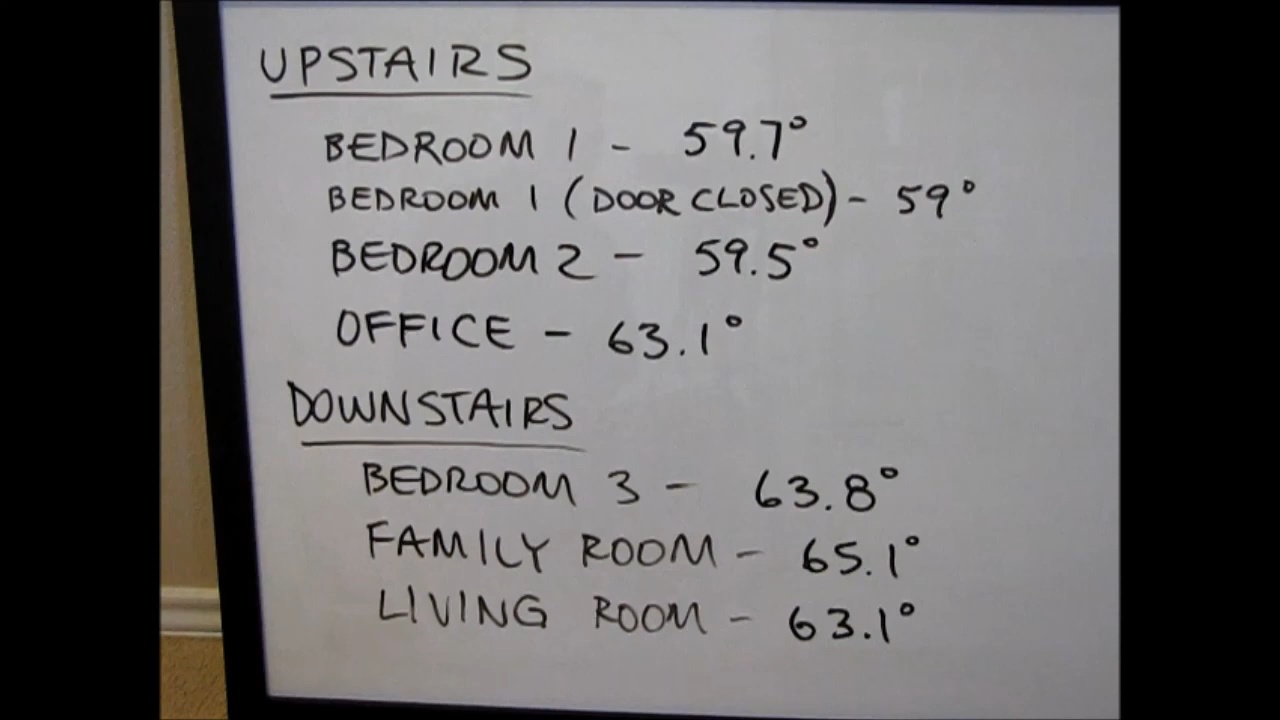 UPSTAIRS
BEDROOM 1 - 59.7°
BEDROOM 1 (DOOR CLOSED) - 59°
BEDROOM 2 - 59.5°
OFFICE - 63.1°
DOWNSTAIRS
BEDROOM 3 - 63.8°
FAMILY ROOM - 65.1°
LIVING ROOM - 63.1°